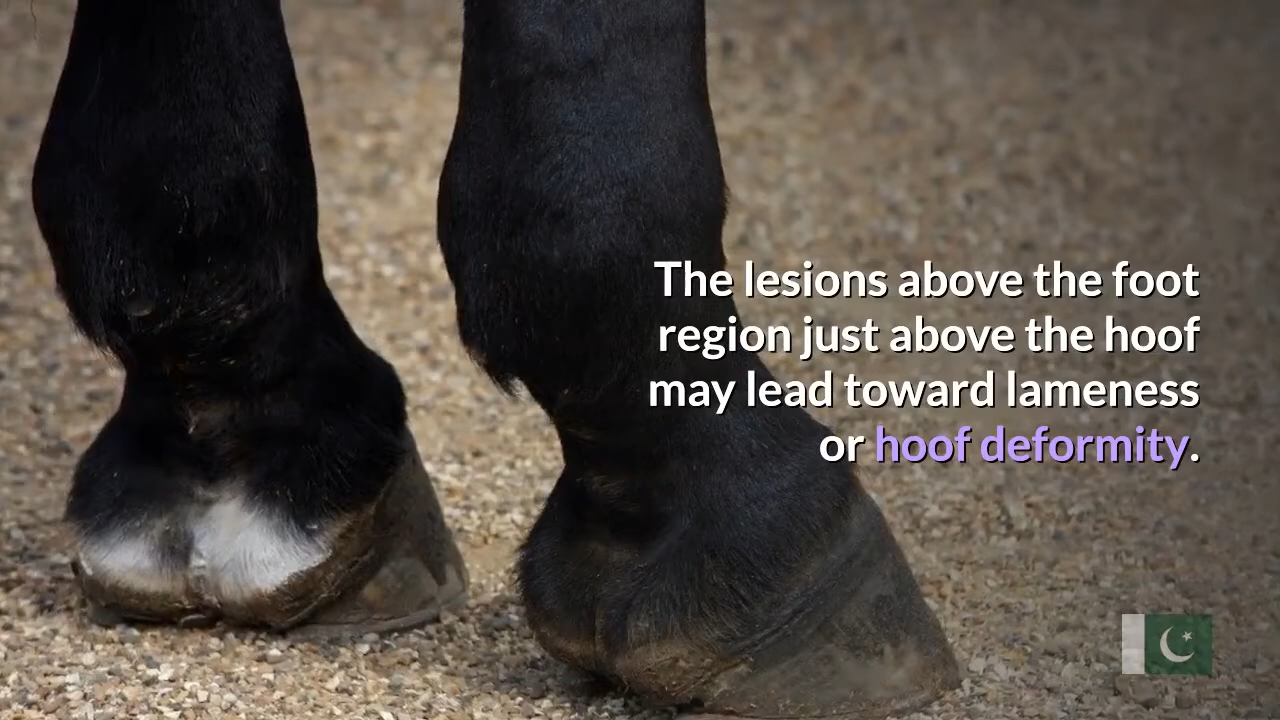 The lesions above the foot
region just above the hoof
may lead toward lameness
or hoof deformity.